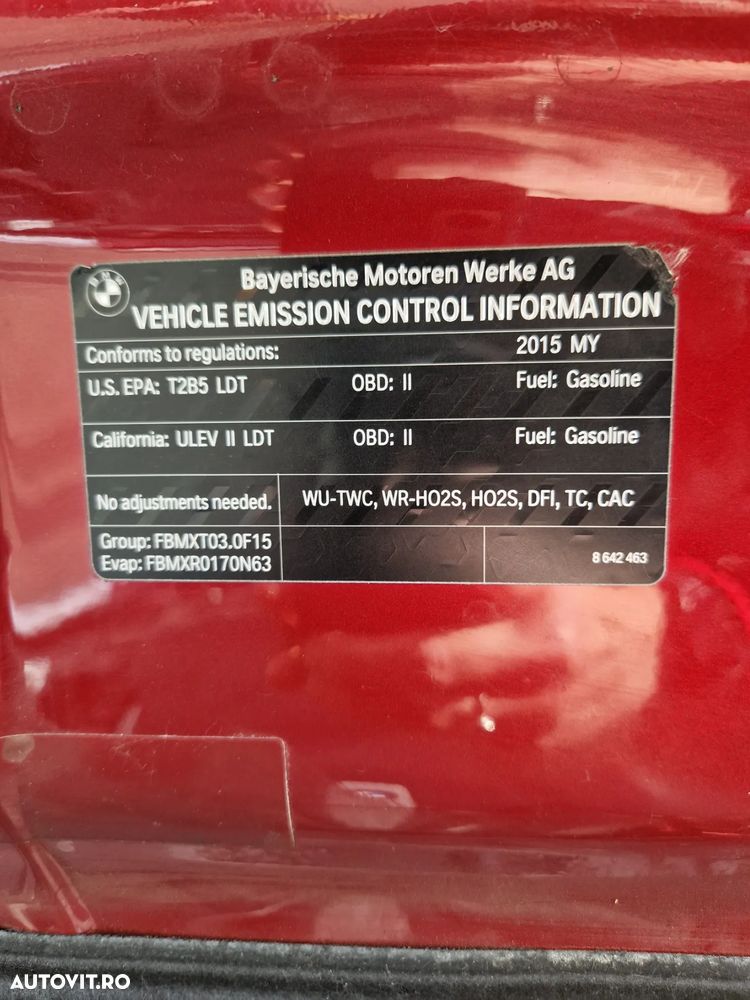 BMW
Bayerische Motoren Werke AG
VEHICLE EMISSION CONTROL INFORMATION
Conforms to regulations: 2015 MY
U.S. EPA: T2B5 LDT OBD: II Fuel: Gasoline
California: ULEV II LDT OBD: II Fuel: Gasoline
No adjustments needed. WU-TWC, WR-HO2S, HO2S, DFI, TC, CAC
Group: FBMXT03.0F15
Evap: FBMXR0170N63 8 642 463
AUTOVIT.RO